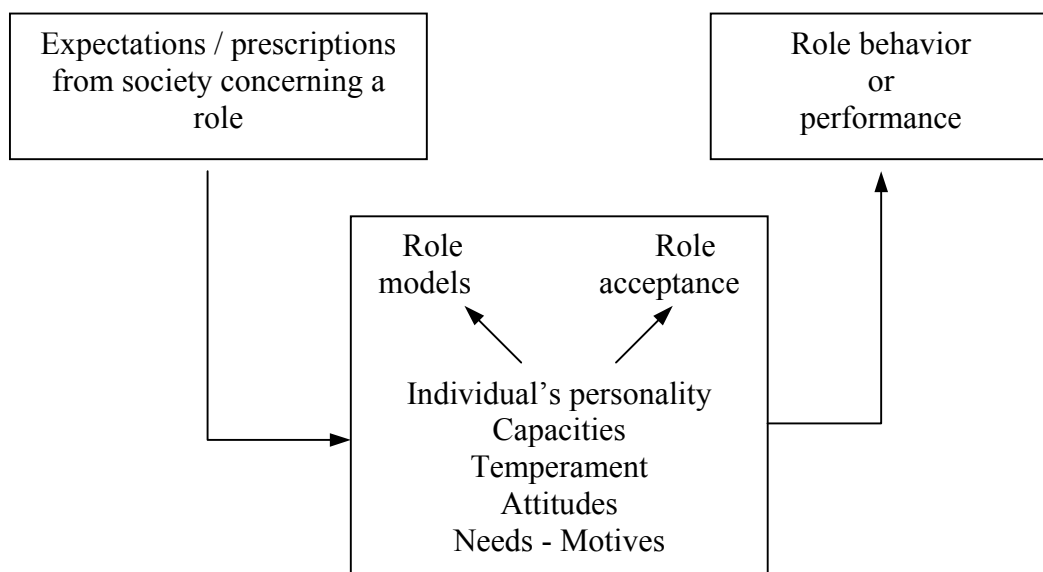 Expectations / prescriptions
from society concerning a
role
Role behavior
or
performance
Role
models
Role
acceptance
Individual’s personality
Capacities
Temperament
Attitudes
Needs - Motives